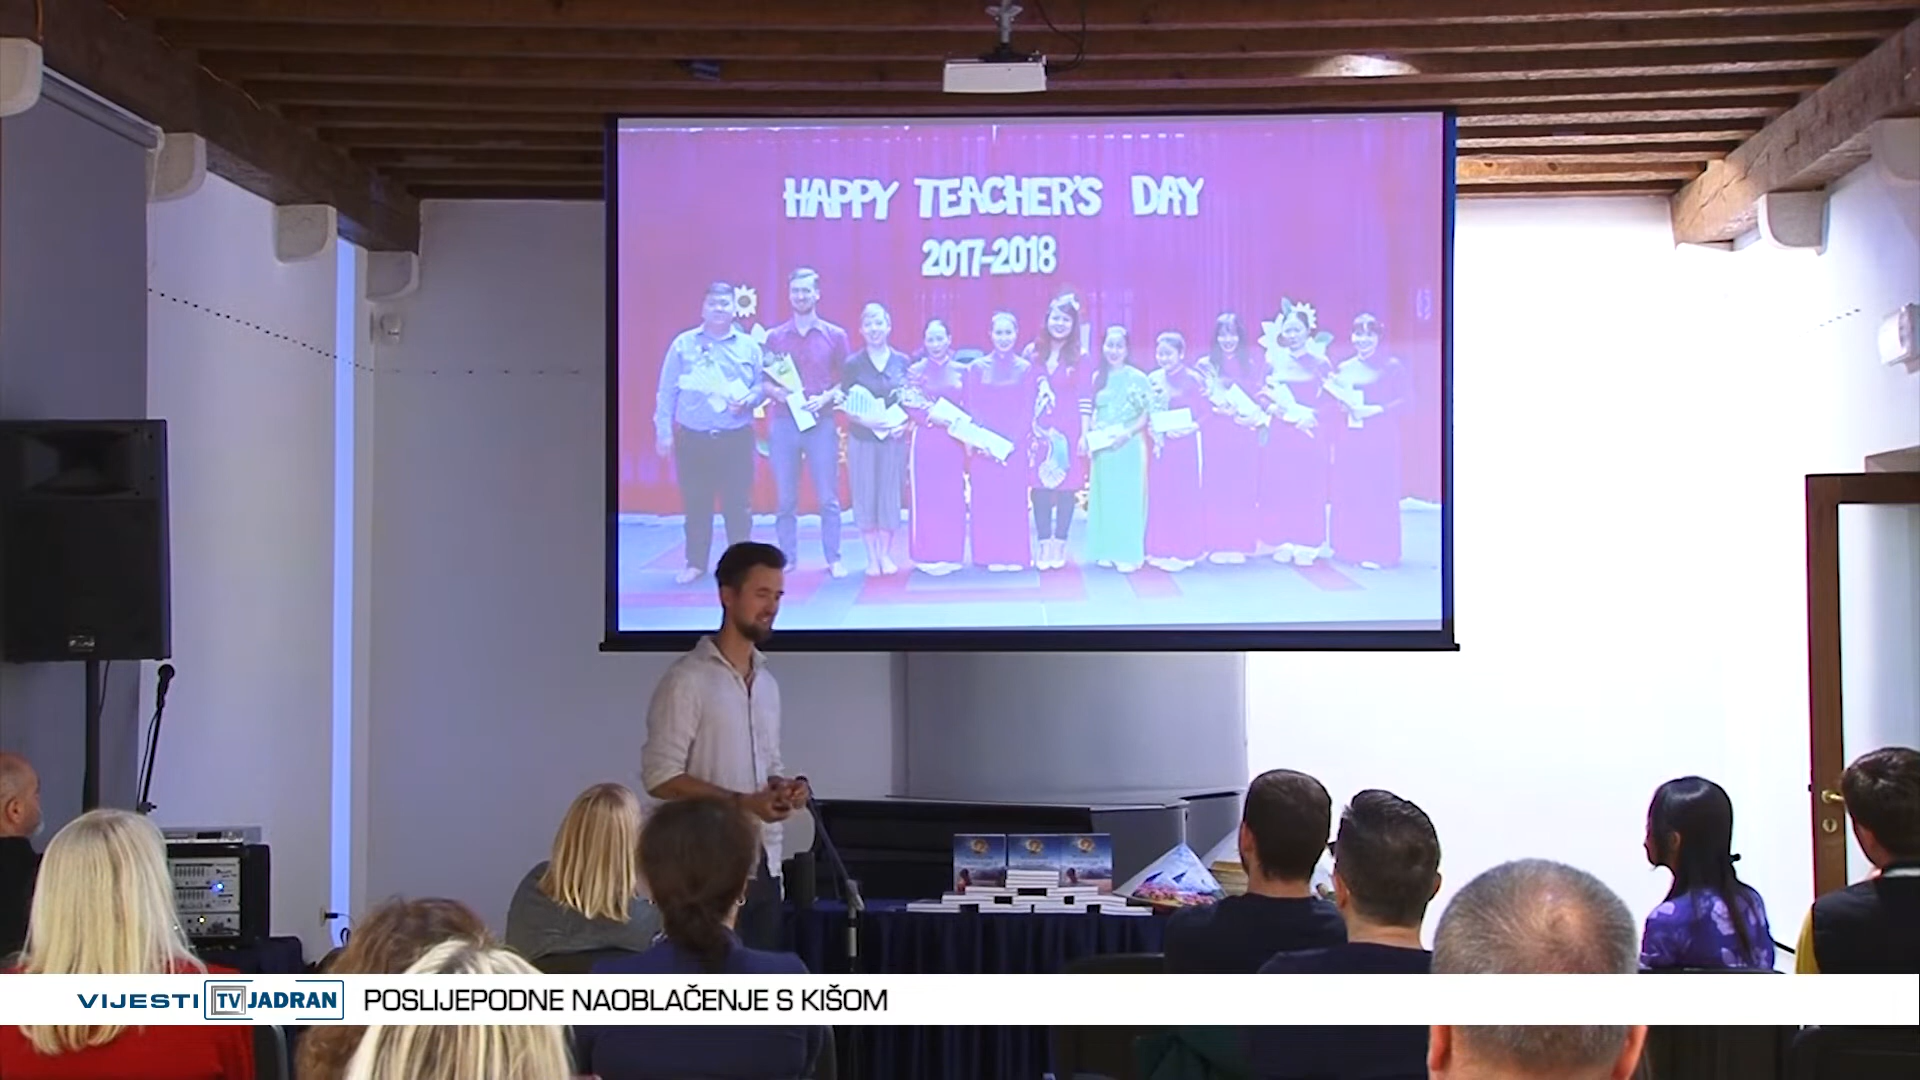 HAPPY TEACHER'S DAY
2017-2018
VIJESTI TV JADRAN POSLIJEPODNE NAOBLAČENJE S KIŠOM